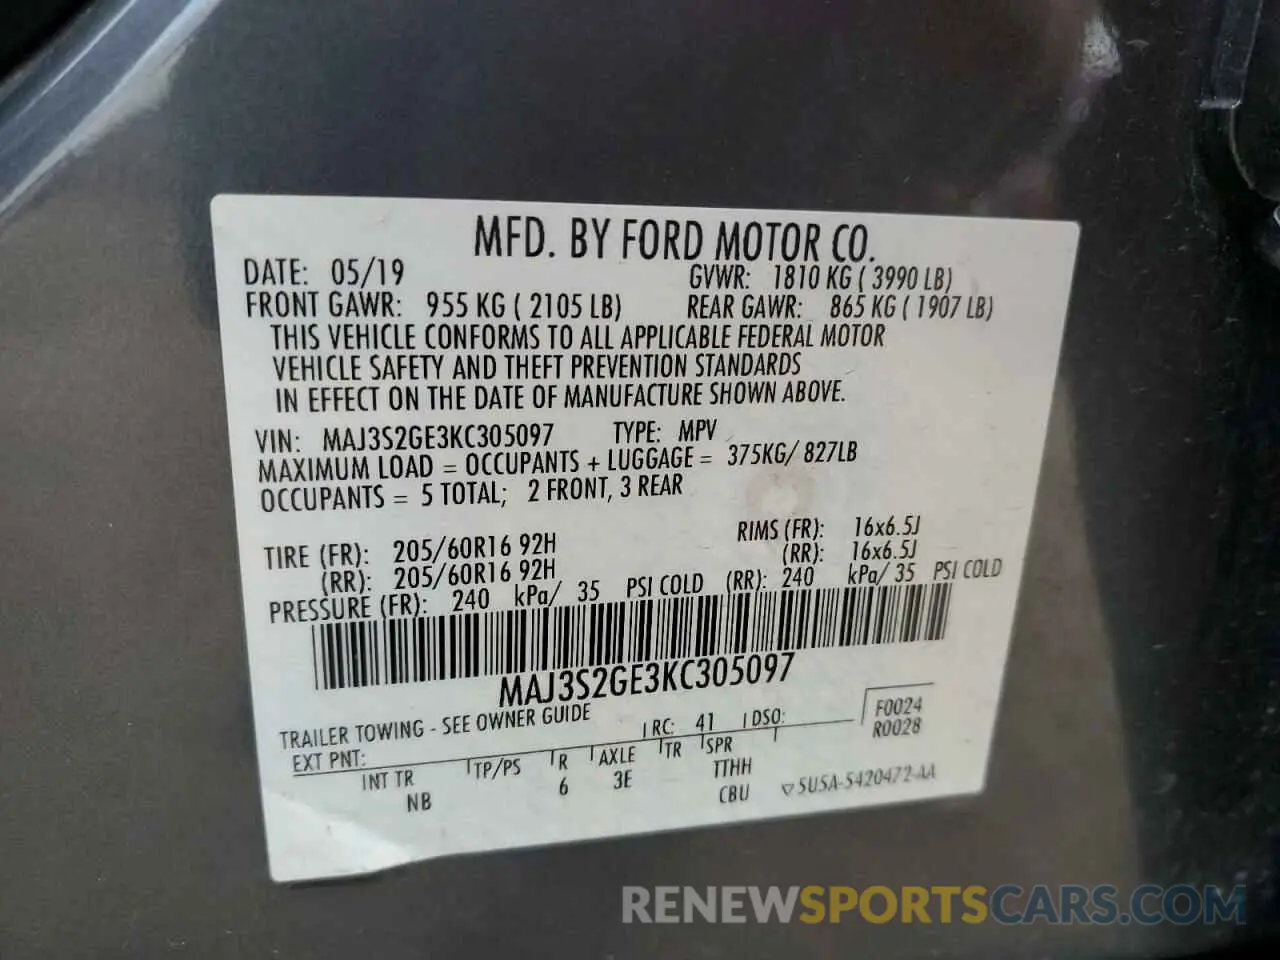 MFD. BY FORD MOTOR CO.
DATE: 05/19 GVWR: 1810 KG ( 3990 LB)
FRONT GAWR: 955 KG ( 2105 LB) REAR GAWR: 865 KG ( 1907 LB)
THIS VEHICLE CONFORMS TO ALL APPLICABLE FEDERAL MOTOR
VEHICLE SAFETY AND THEFT PREVENTION STANDARDS
IN EFFECT ON THE DATE OF MANUFACTURE SHOWN ABOVE.
VIN: MAJ3S2GE3KC305097 TYPE: MPV
MAXIMUM LOAD = OCCUPANTS + LUGGAGE = 375KG/ 827LB
OCCUPANTS = 5 TOTAL; 2 FRONT, 3 REAR
TIRE (FR): 205/60R16 92H RIMS (FR): 16x6.5J
(RR): 205/60R16 92H (RR): 16x6.5J
PRESSURE (FR): 240 kPa/ 35 PSI COLD (RR): 240 kPa/ 35 PSI COLD
MAJ3S2GE3KC305097
TRAILER TOWING - SEE OWNER GUIDE
EXT PNT: RC: 41 DSO: F0024
R0028
INT TR TP/PS R AXLE TR SPR
NB 6 3E TTHH
CBU ▽5U5A-5420472-AA
RENEWSPORTSCARS.COM